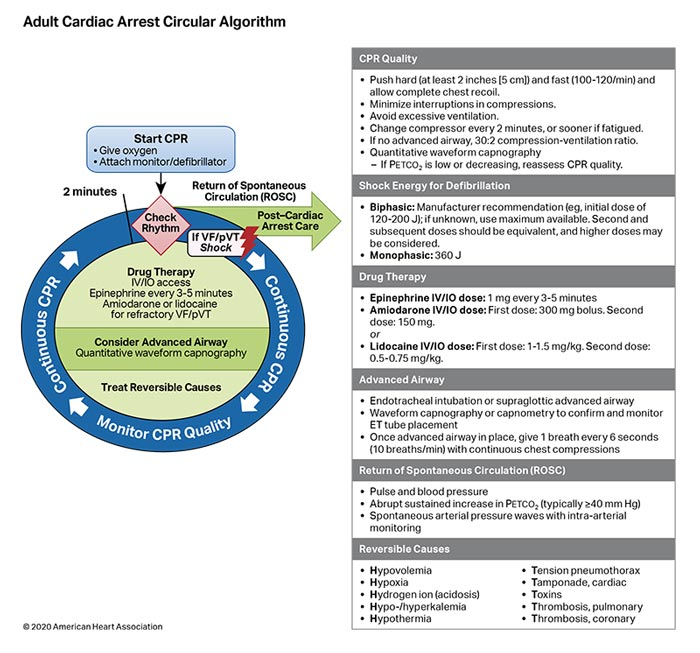 Adult Cardiac Arrest Circular Algorithm
Start CPR
• Give oxygen
• Attach monitor/defibrillator
2 minutes
Return of Spontaneous
Circulation (ROSC)
Check
Rhythm
Post–Cardiac
Arrest Care
If VF/pVT
Shock
Continuous CPR
Continuous CPR
Monitor CPR Quality
Drug Therapy
IV/IO access
Epinephrine every 3-5 minutes
Amiodarone or lidocaine
for refractory VF/pVT
Consider Advanced Airway
Quantitative waveform capnography
Treat Reversible Causes
© 2020 American Heart Association
CPR Quality
• Push hard (at least 2 inches [5 cm]) and fast (100-120/min) and
allow complete chest recoil.
• Minimize interruptions in compressions.
• Avoid excessive ventilation.
• Change compressor every 2 minutes, or sooner if fatigued.
• If no advanced airway, 30:2 compression-ventilation ratio.
• Quantitative waveform capnography
– If PETCO₂ is low or decreasing, reassess CPR quality.
Shock Energy for Defibrillation
• Biphasic: Manufacturer recommendation (eg, initial dose of
120-200 J); if unknown, use maximum available. Second and
subsequent doses should be equivalent, and higher doses may
be considered.
• Monophasic: 360 J
Drug Therapy
• Epinephrine IV/IO dose: 1 mg every 3-5 minutes
• Amiodarone IV/IO dose: First dose: 300 mg bolus. Second
dose: 150 mg.
or
• Lidocaine IV/IO dose: First dose: 1-1.5 mg/kg. Second dose:
0.5-0.75 mg/kg.
Advanced Airway
• Endotracheal intubation or supraglottic advanced airway
• Waveform capnography or capnometry to confirm and monitor
ET tube placement
• Once advanced airway in place, give 1 breath every 6 seconds
(10 breaths/min) with continuous chest compressions
Return of Spontaneous Circulation (ROSC)
• Pulse and blood pressure
• Abrupt sustained increase in PETCO₂ (typically ≥40 mm Hg)
• Spontaneous arterial pressure waves with intra-arterial
monitoring
Reversible Causes
• Hypovolemia
• Hypoxia
• Hydrogen ion (acidosis)
• Hypo-/hyperkalemia
• Hypothermia
• Tension pneumothorax
• Tamponade, cardiac
• Toxins
• Thrombosis, pulmonary
• Thrombosis, coronary